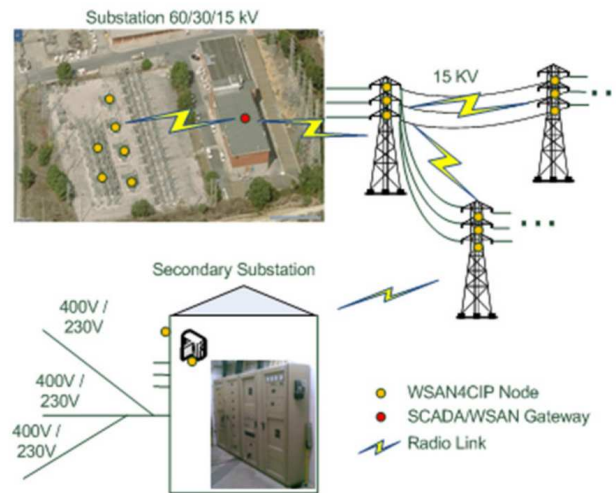 Substation 60/30/15 kV
15 KV
Secondary Substation
400V /
230V
400V /
230V
400V /
230V
WSAN4CIP Node
SCADA/WSAN Gateway
Radio Link